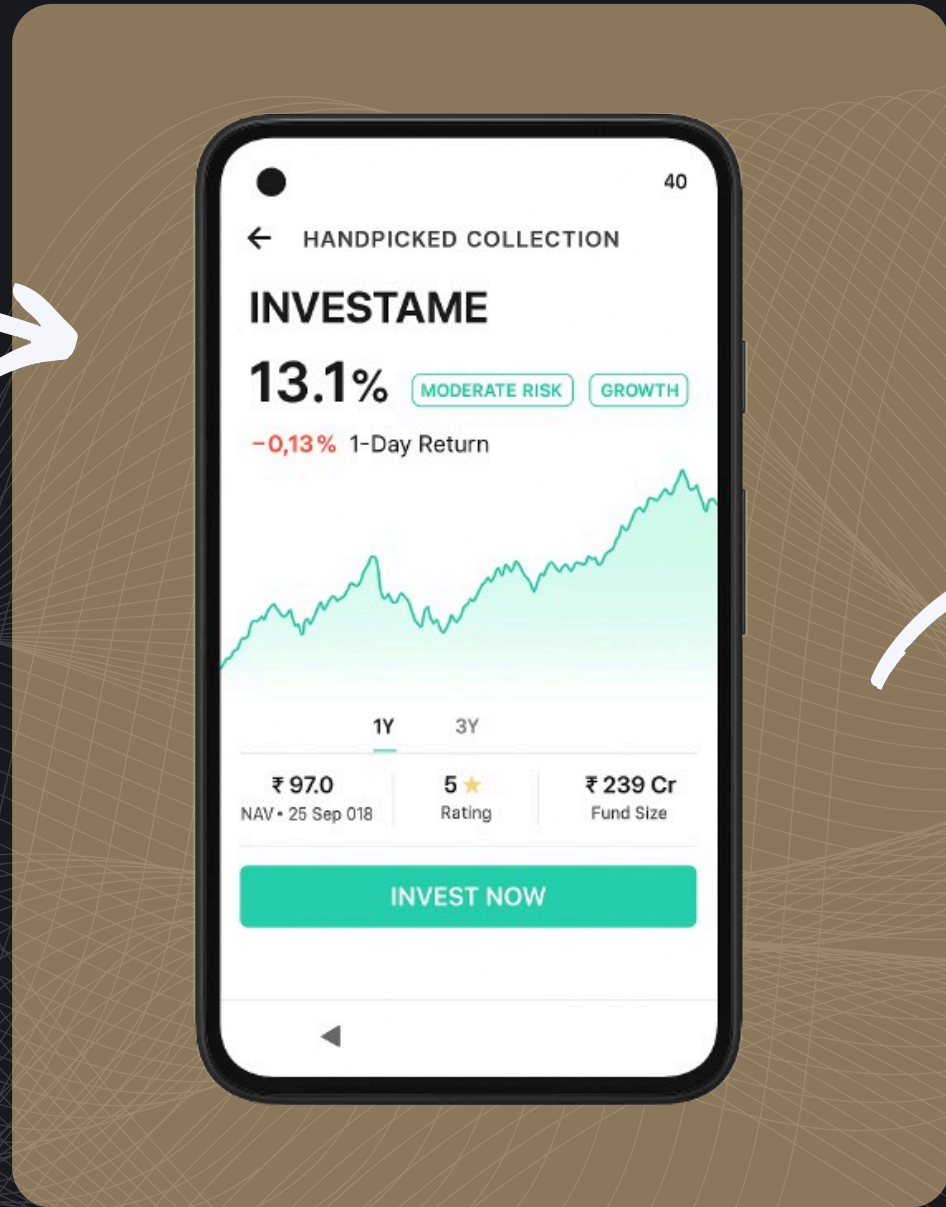 40
HANDPICKED COLLECTION
INVESTAME
13.1% MODERATE RISK GROWTH
−0,13% 1-Day Return
1Y 3Y
₹ 97.0 5 ★ ₹ 239 Cr
NAV • 25 Sep 018 Rating Fund Size
INVEST NOW